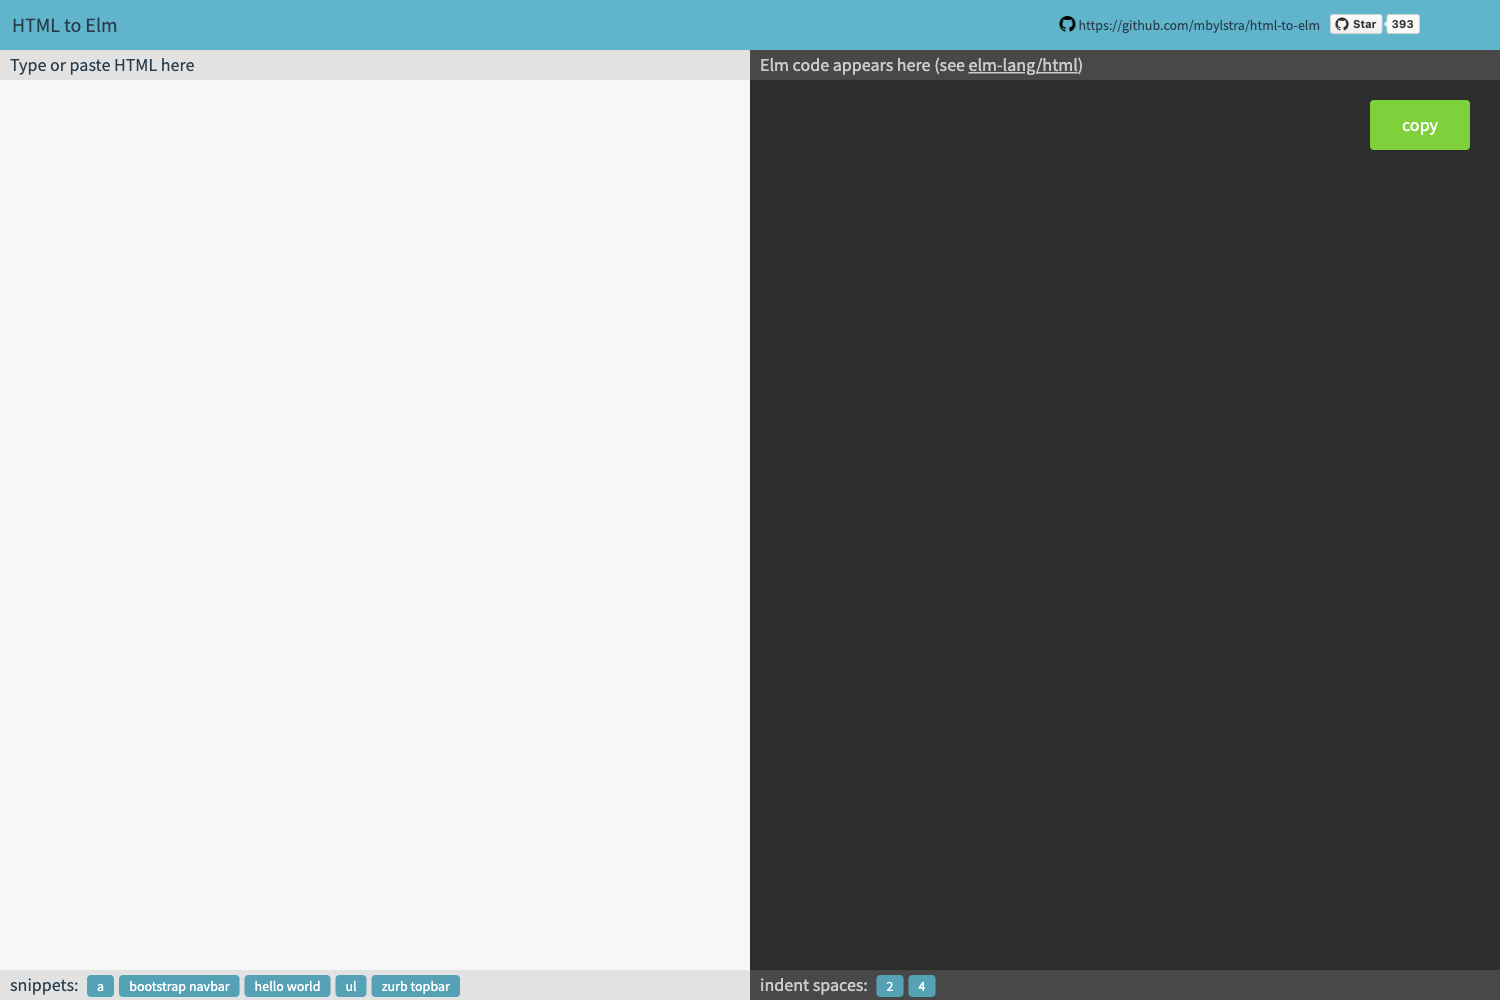 HTML to Elm
https://github.com/mbylstra/html-to-elm Star 393
Type or paste HTML here
Elm code appears here (see elm-lang/html)
copy
snippets: a bootstrap navbar hello world ul zurb topbar
indent spaces: 2 4